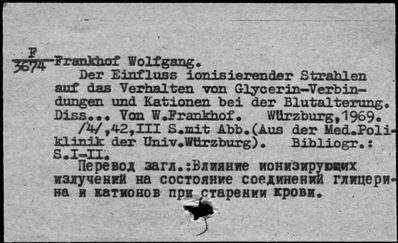 F
3674
Frankhof Wolfgang.
Der Einfluss ionisierender Strahlen
auf das Verhalten von Glycerin-Verbin-
dungen und Kationen bei der Blutalterung.
Diss... Von W.Frankhof. Würzburg,1969.
/4/,42,III S.mit Abb.(Aus der Med.Poli-
klinik der Univ.Würzburg). Bibliogr.:
S.I-II.
Перевод загл.:Влияние ионизирующих
излучений на состояние соединений глицери-
на и катионов при старении крови.